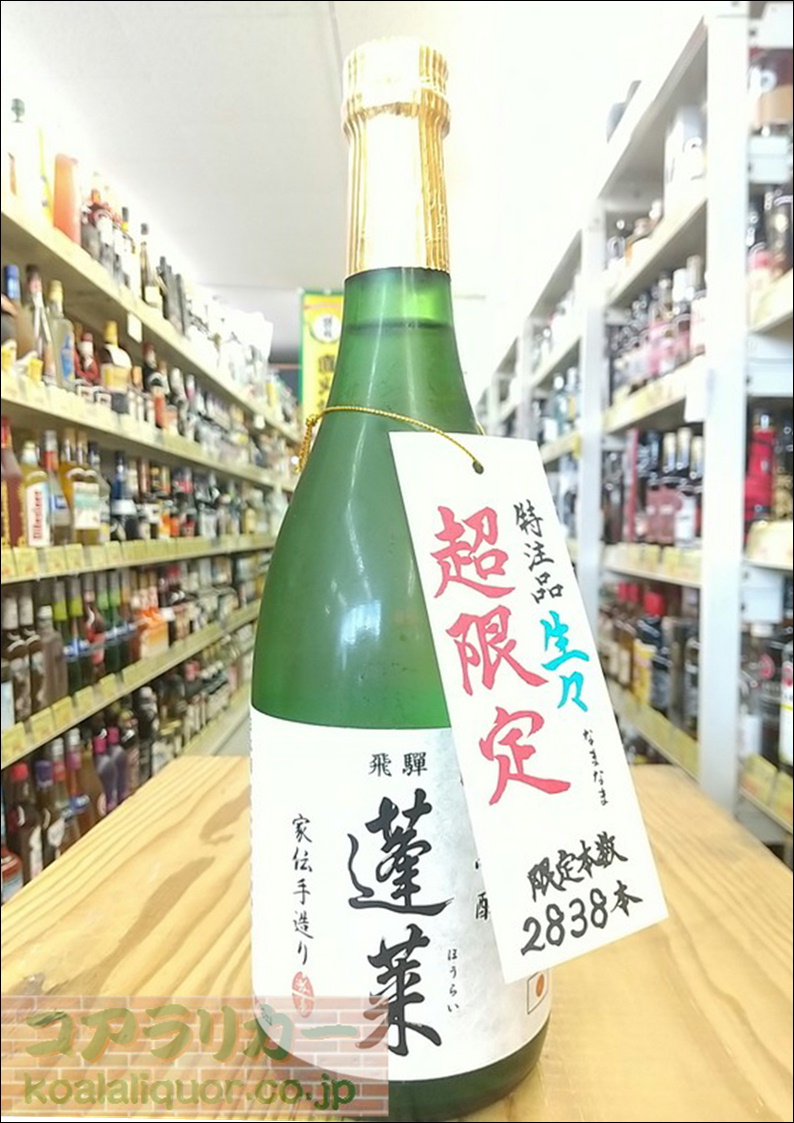 特注品 生々
なまなま
超限定
限定本数
2838本
飛騨
蓬莱
ほうらい
家伝手造り
コアラリカー
koalaliquor.co.jp